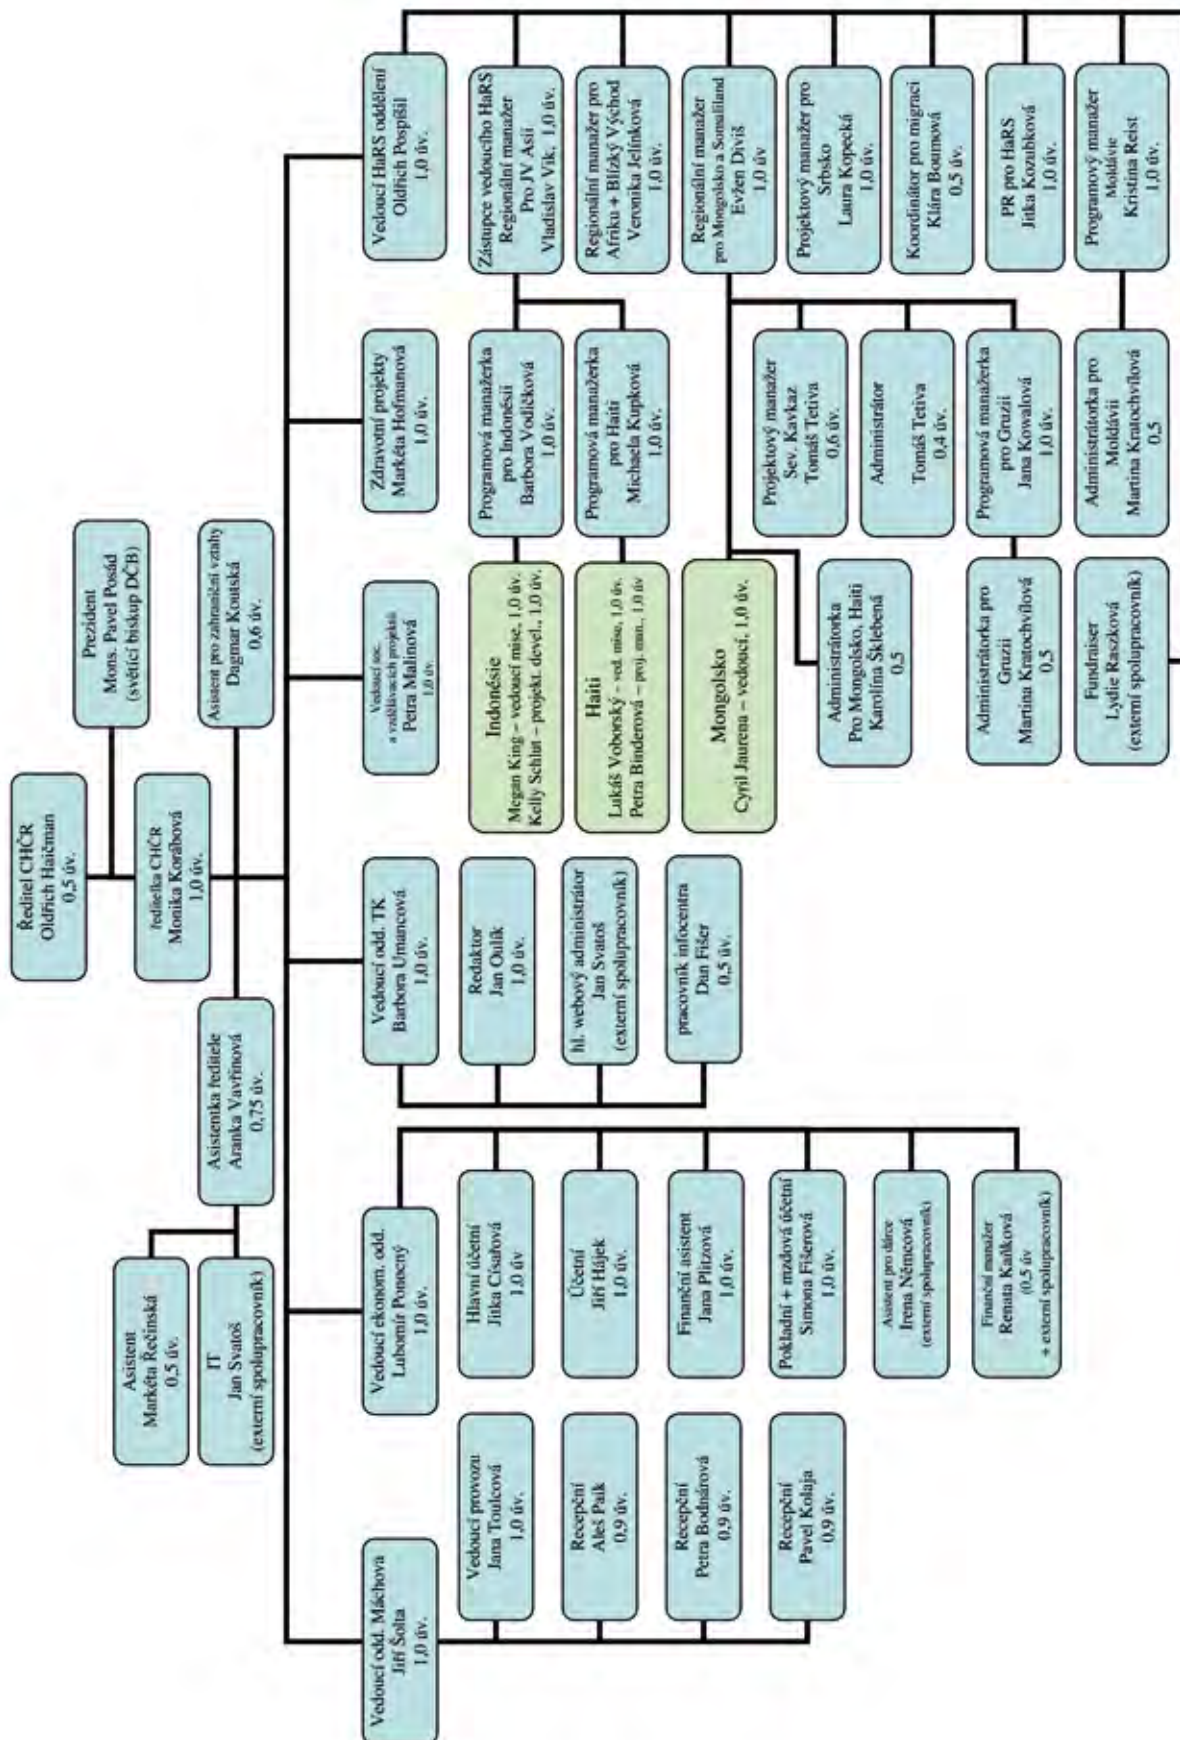 Ředitel CHČR
Oldřich Haičman
0,5 úv.
Prezident
Mons. Pavel Posád
(světící biskup DČB)
ředitelka CHČR
Monika Korábová
1,0 úv.
Asistentka ředitele
Aranka Vavřinová
0,75 úv.
Asistent pro zahraniční vztahy
Dagmar Koutská
0,6 úv.
Asistent
Markéta Řečinská
0,5 úv.
IT
Jan Svatoš
(externí spolupracovník)
Vedoucí odd. Máchova
Jiří Šolta
1,0 úv.
Vedoucí provozu
Jana Toulcová
1,0 úv.
Recepční
Aleš Paik
0,9 úv.
Recepční
Petra Bodnárová
0,9 úv.
Recepční
Pavel Kolaja
0,9 úv.
Vedoucí ekonom. odd.
Lubomír Ponocný
1,0 úv.
Hlavní účetní
Jitka Císařová
1,0 úv
Účetní
Jiří Hájek
1,0 úv.
Finanční asistent
Jana Plitzová
1,0 úv.
Pokladní + mzdová účetní
Simona Fišerová
1,0 úv.
Asistent pro dárce
Irena Němcová
(externí spolupracovník)
Finanční manažer
Renata Kaňková
(0,5 úv
+ externí spolupracovník)
Vedoucí odd. TK
Barbora Umancová
1,0 úv.
Redaktor
Jan Oulík
1,0 úv.
hl. webový administrátor
Jan Svatoš
(externí spolupracovník)
pracovník infocentra
Dan Fišer
0,5 úv.
Vedoucí soc.
a vzdělávacích projektů
Petra Malinová
1,0 úv.
Zdravotní projekty
Markéta Hofmanová
1,0 úv.
Vedoucí HaRS oddělení
Oldřich Pospíšil
1,0 úv.
Indonésie
Megan King – vedoucí mise, 1,0 úv.
Kelly Schlut – projekt. devel., 1,0 úv.
Programová manažerka
pro Indonésii
Barbora Vodičková
1,0 úv.
Zástupce vedoucího HaRS
Regionální manažer
Pro JV Asii
Vladislav Vik, 1,0 úv.
Haiti
Lukáš Voborský – ved. mise, 1,0 úv.
Petra Binderová – proj. man., 1,0 úv
Programová manažerka
pro Haiti
Michaela Kupková
1,0 úv.
Regionální manažer pro
Afriku + Blízký Východ
Veronika Jelínková
1,0 úv.
Mongolsko
Cyril Jaurena – vedoucí, 1,0 úv.
Regionální manažer
pro Mongolsko a Somaliland
Evžen Diviš
1,0 úv
Administrátorka
Pro Mongolsko, Haiti
Karolína Šklebená
0,5
Projektový manažer
Sev. Kavkaz
Tomáš Tetiva
0,6 úv.
Projektový manažer pro
Srbsko
Laura Kopecká
1,0 úv.
Administrátor
Tomáš Tetiva
0,4 úv.
Koordinátor pro migraci
Klára Boumová
0,5 úv.
Administrátorka pro
Gruzii
Martina Kratochvílová
0,5
Programová manažerka
pro Gruzii
Jana Kowalová
1,0 úv.
PR pro HaRS
Jitka Kozubková
1,0 úv.
Fundraiser
Lydie Raszková
(externí spolupracovník)
Administrátorka pro
Moldávii
Martina Kratochvílová
0,5
Programový manažer
Moldávie
Kristina Reist
1,0 úv.